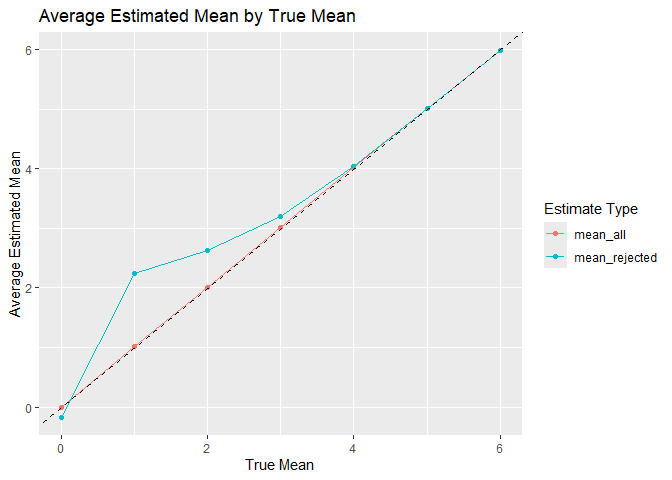 Average Estimated Mean by True Mean
6
4
2
0
Average Estimated Mean
0
2
4
6
True Mean
Estimate Type
mean_all
mean_rejected